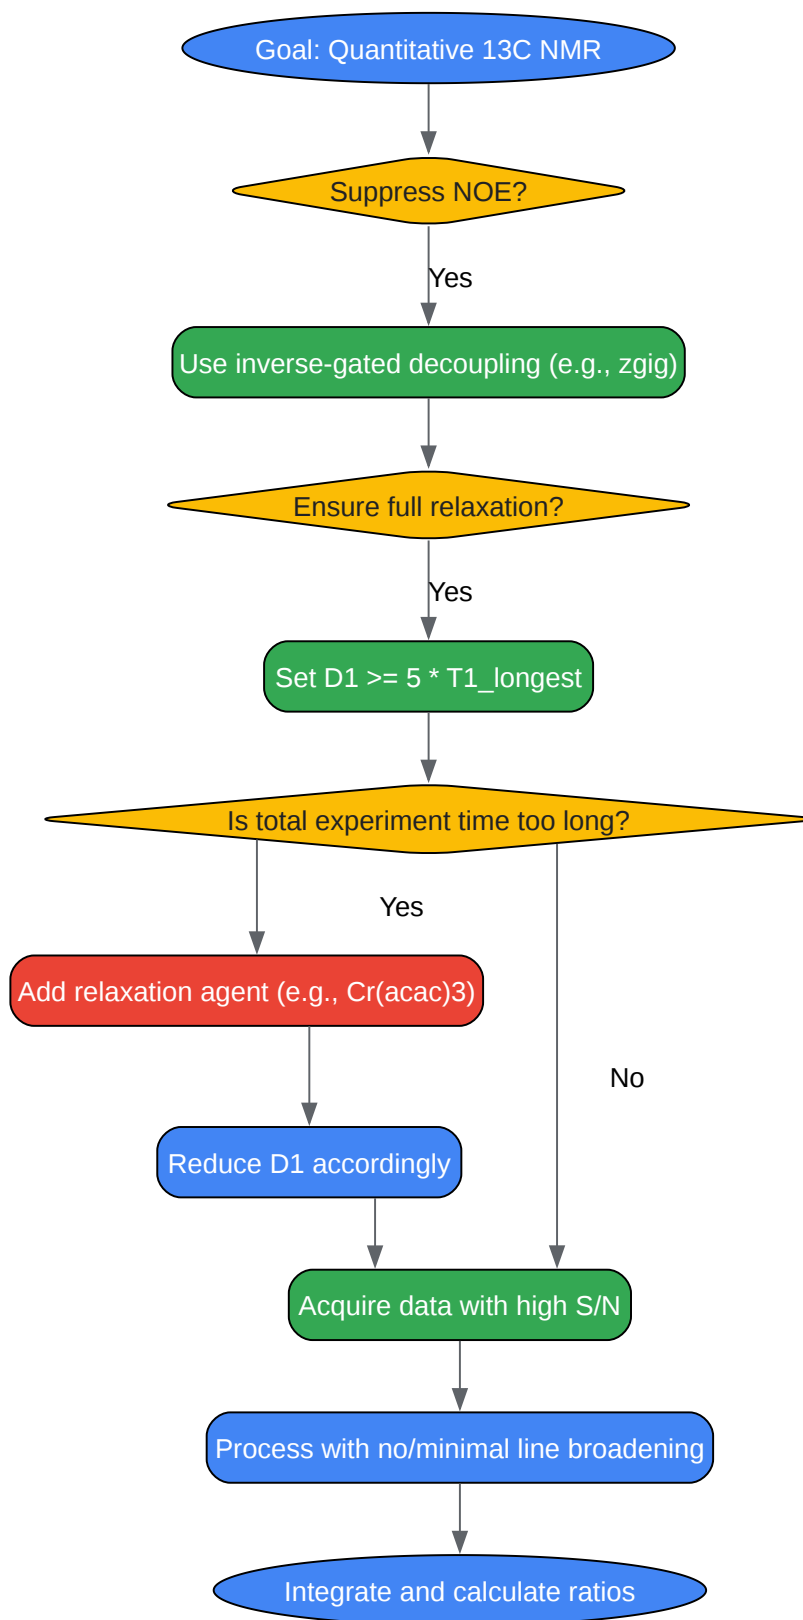 Goal: Quantitative 13C NMR
Suppress NOE?
Yes
Use inverse-gated decoupling (e.g., zgig)
Ensure full relaxation?
Yes
Set D1 >= 5 * T1_longest
Is total experiment time too long?
Yes
Add relaxation agent (e.g., Cr(acac)3)
No
Reduce D1 accordingly
Acquire data with high S/N
Process with no/minimal line broadening
Integrate and calculate ratios